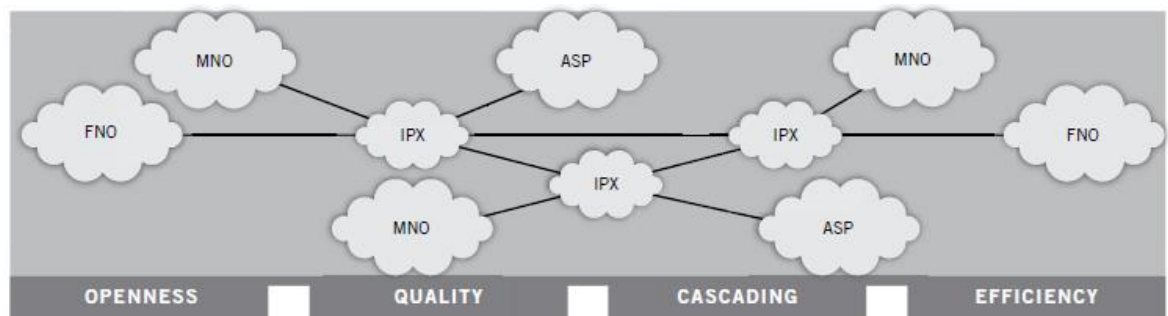 MNO
ASP
MNO
FNO
IPX
IPX
FNO
IPX
MNO
ASP
OPENNESS
QUALITY
CASCADING
EFFICIENCY